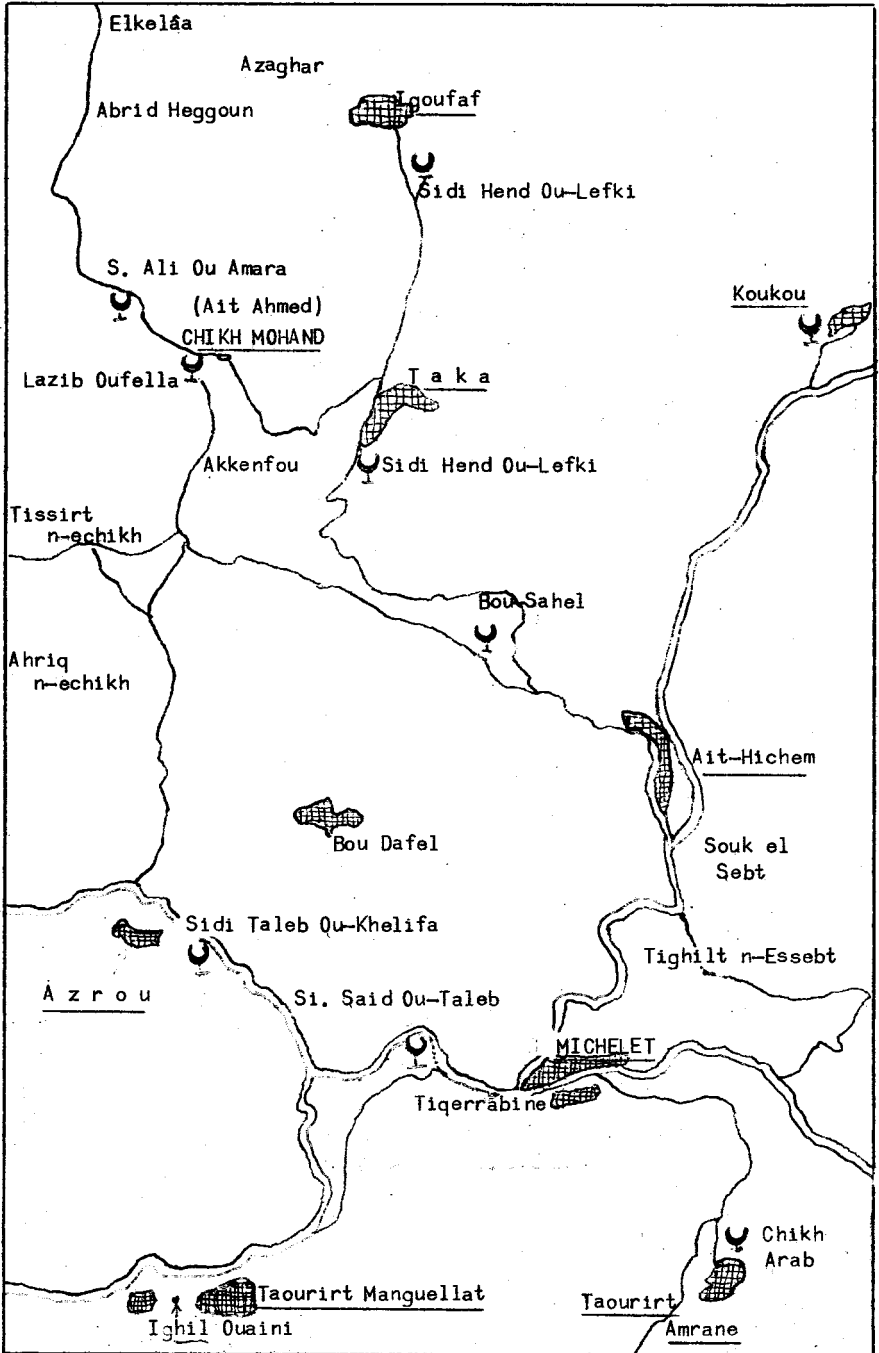 Elkelâa
Azaghar
Igoufaf
Abrid Heggoun
Sidi Hend Ou-Lefki
S. Ali Ou Amara
(Ait Ahmed)
CHIKH MOHAND
Koukou
Lazib Oufella
Taka
Akkenfou
Sidi Hend Ou-Lefki
Tissirt
n-echikh
Bou Sahel
Ahriq
n-echikh
Ait-Hichem
Bou Dafel
Souk el
Sebt
Sidi Taleb Ou-Khelifa
Tighilt n-Essebt
Azrou
Si. Said Ou-Taleb
MICHELET
Tiqerrabine
Chikh
Arab
Taourirt Manguellat
Ighil Ouaini
Taourirt
Amrane